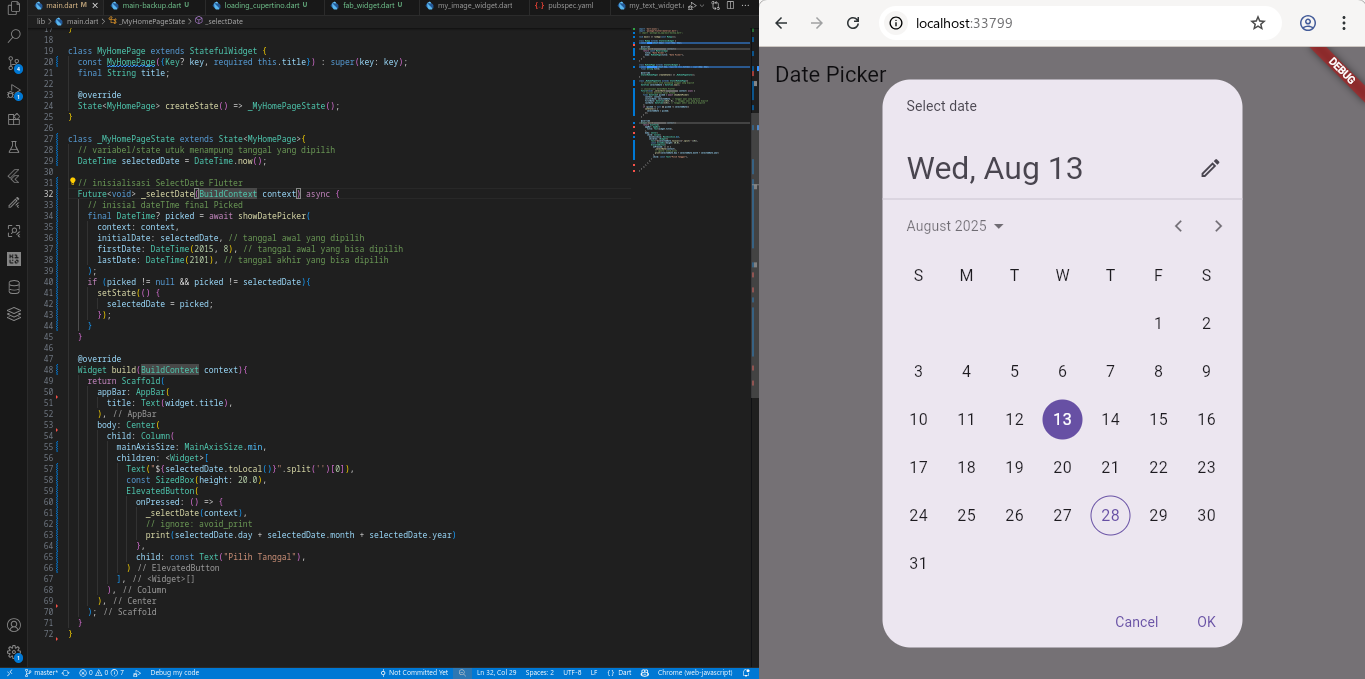 main.dart M
main-backup.dart U
loading_cupertino.dart U
fab_widget.dart U
my_image_widget.dart
pubspec.yaml
my_text_widget.d
lib > main.dart > _MyHomePageState > _selectDate
17 }
18
19 class MyHomePage extends StatefulWidget {
20 const MyHomePage({Key? key, required this.title}) : super(key: key);
21 final String title;
22
23 @override
24 State<MyHomePage> createState() => _MyHomePageState();
25 }
26
27 class _MyHomePageState extends State<MyHomePage>{
28 // variabel/state utuk menampung tanggal yang dipilih
29 DateTime selectedDate = DateTime.now();
30
31 // inisialisasi SelectDate Flutter
32 Future<void> _selectDate(BuildContext context) async {
33 // inisial dateTIme final Picked
34 final DateTime? picked = await showDatePicker(
35 context: context,
36 initialDate: selectedDate, // tanggal awal yang dipilih
37 firstDate: DateTime(2015, 8), // tanggal awal yang bisa dipilih
38 lastDate: DateTime(2101), // tanggal akhir yang bisa dipilih
39 );
40 if (picked != null && picked != selectedDate){
41 setState(() {
42 selectedDate = picked;
43 });
44 }
45 }
46
47 @override
48 Widget build(BuildContext context){
49 return Scaffold(
50 appBar: AppBar(
51 title: Text(widget.title),
52 ), // AppBar
53 body: Center(
54 child: Column(
55 mainAxisSize: MainAxisSize.min,
56 children: <Widget>[
57 Text("${selectedDate.toLocal()}".split('')[0]),
58 const SizedBox(height: 20.0),
59 ElevatedButton(
60 onPressed: () => {
61 _selectDate(context),
62 // ignore: avoid_print
63 print(selectedDate.day + selectedDate.month + selectedDate.year)
64 },
65 child: const Text("Pilih Tanggal"),
66 ) // ElevatedButton
67 ], // <Widget>[]
68 ), // Column
69 ), // Center
70 ); // Scaffold
71 }
72 }
master* 0 0 7 Debug my code Not Committed Yet Ln 32, Col 29 Spaces: 2 UTF-8 LF {} Dart Chrome (web-javascript)
localhost:33799
DEBUG
Date Picker
Select date
Wed, Aug 13
August 2025
S M T W T F S
1 2
3 4 5 6 7 8 9
10 11 12 13 14 15 16
17 18 19 20 21 22 23
24 25 26 27 28 29 30
31
Cancel OK